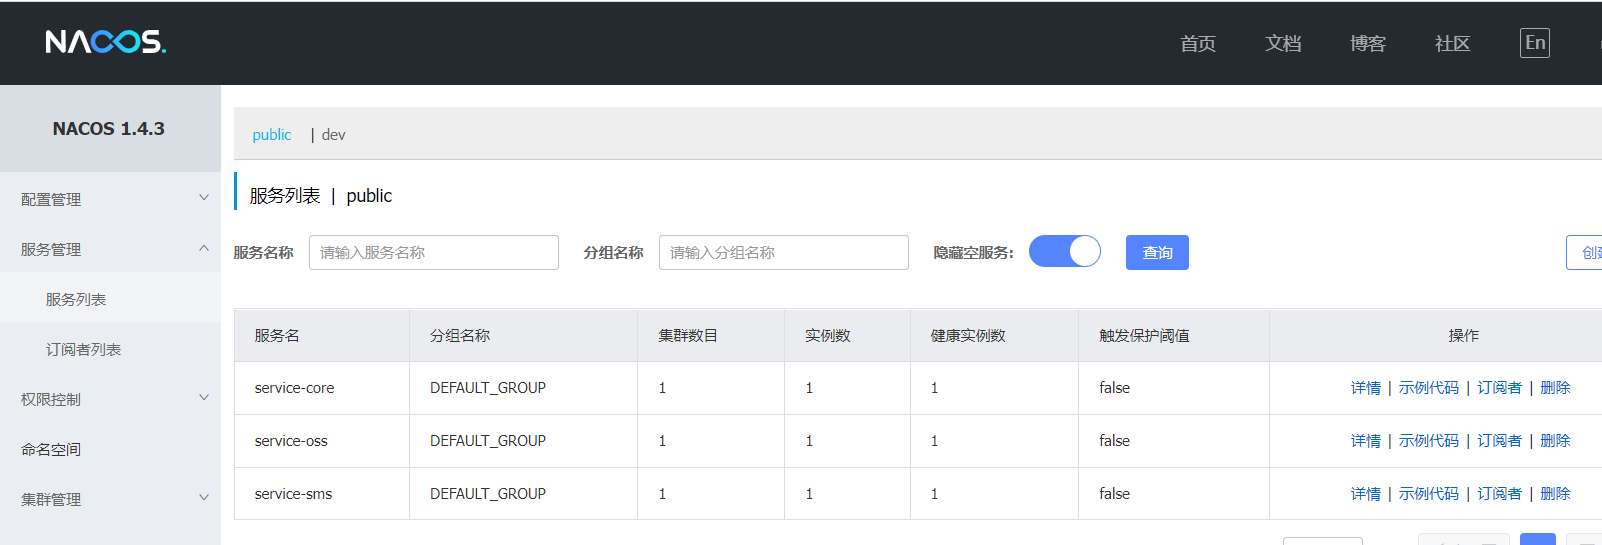 NACOS.
首页 文档 博客 社区 En
NACOS 1.4.3
配置管理
服务管理
服务列表
订阅者列表
权限控制
命名空间
集群管理
public | dev
服务列表 | public
服务名称 请输入服务名称 分组名称 请输入分组名称 隐藏空服务: 查询 创建
服务名 分组名称 集群数目 实例数 健康实例数 触发保护阈值 操作
service-core DEFAULT_GROUP 1 1 1 false 详情 | 示例代码 | 订阅者 | 删除
service-oss DEFAULT_GROUP 1 1 1 false 详情 | 示例代码 | 订阅者 | 删除
service-sms DEFAULT_GROUP 1 1 1 false 详情 | 示例代码 | 订阅者 | 删除